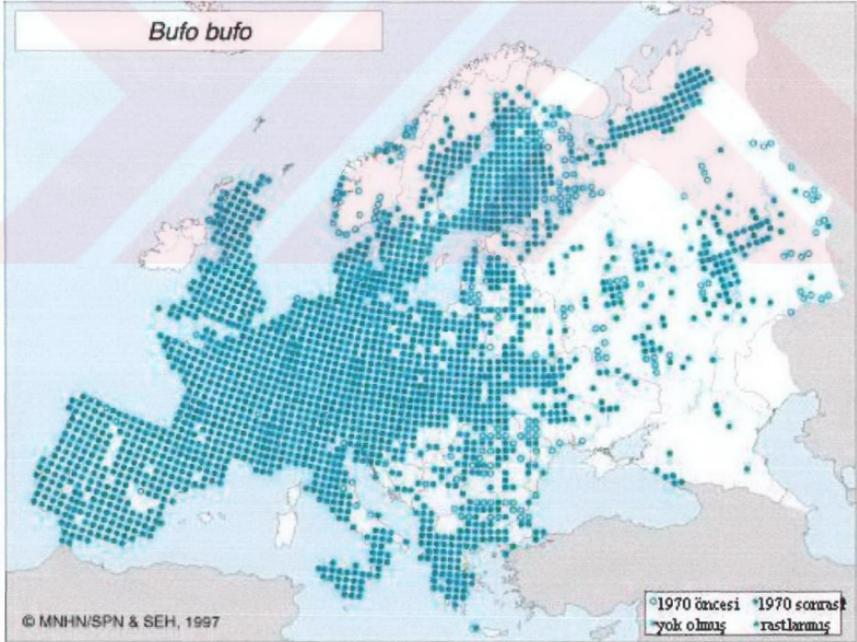 Bufo bufo
© MNHN/SPN & SEH, 1997
°1970 öncesi *1970 sonrası
*yok olmuş *rastlanmış